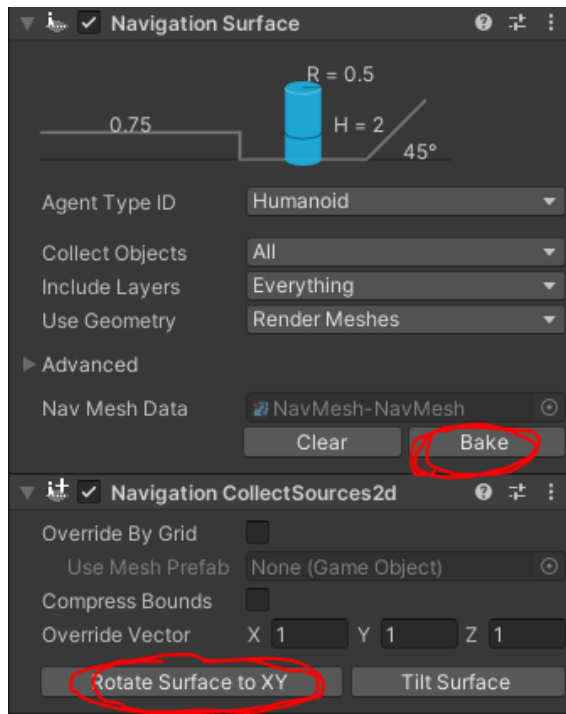 Navigation Surface
R = 0.5
0.75
H = 2
45°
Agent Type ID Humanoid
Collect Objects All
Include Layers Everything
Use Geometry Render Meshes
Advanced
Nav Mesh Data NavMesh-NavMesh
Clear Bake
Navigation CollectSources2d
Override By Grid
Use Mesh Prefab None (Game Object)
Compress Bounds
Override Vector X 1 Y 1 Z 1
Rotate Surface to XY Tilt Surface